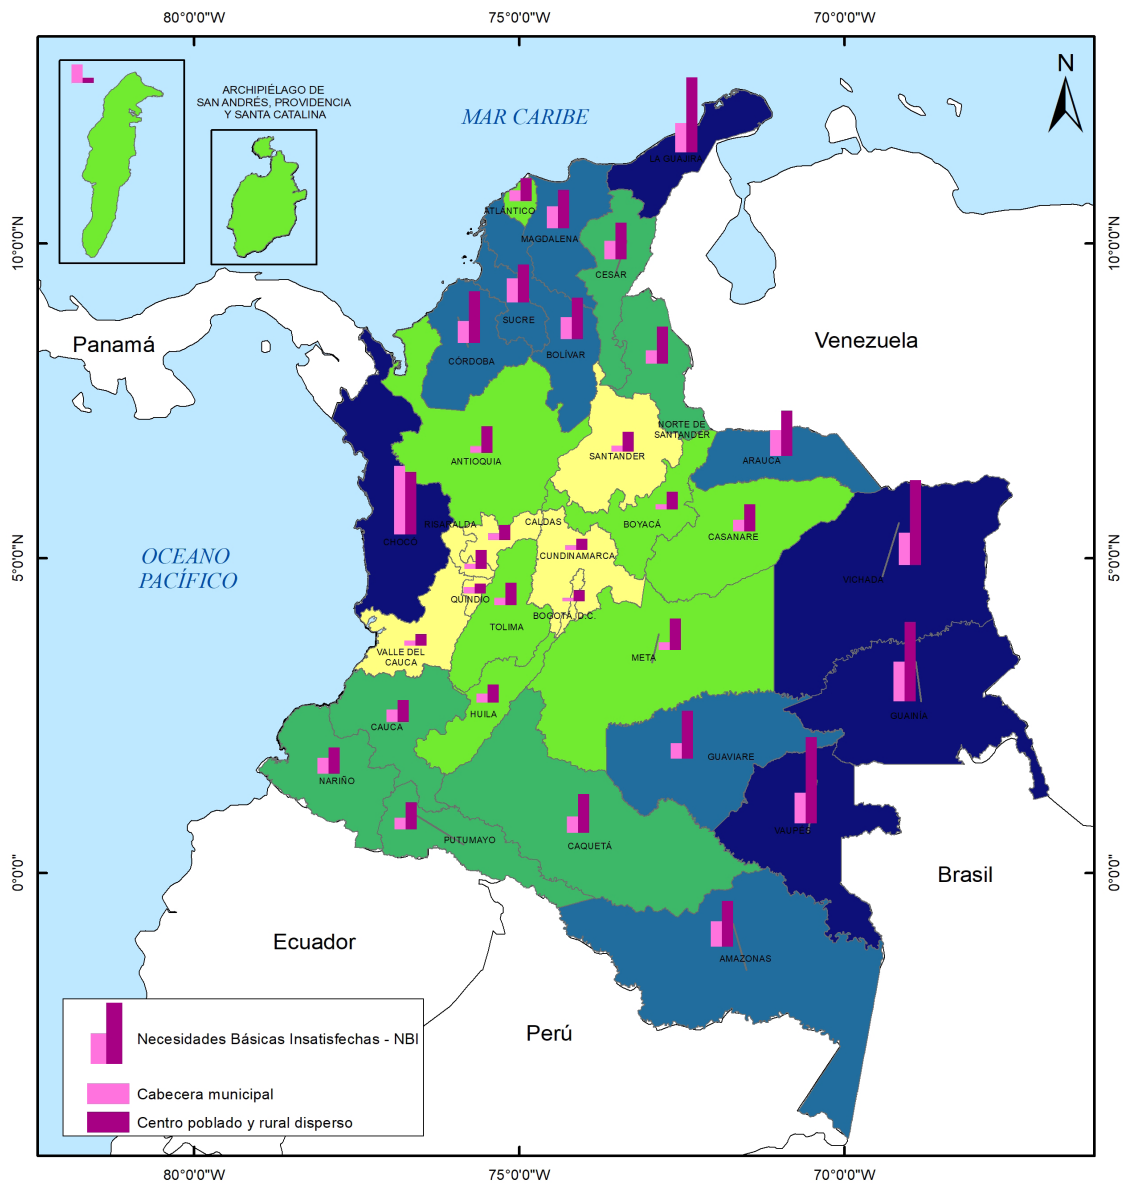 80°0'0"W
75°0'0"W
70°0'0"W
N
ARCHIPIÉLAGO DE
SAN ANDRÉS, PROVIDENCIA
Y SANTA CATALINA
MAR CARIBE
LA GUAJIRA
ATLÁNTICO
MAGDALENA
10°0'0"N
10°0'0"N
CESAR
SUCRE
Panamá
Venezuela
CÓRDOBA
BOLÍVAR
NORTE DE
SANTANDER
SANTANDER
ANTIOQUIA
ARAUCA
RISARALDA
CALDAS
BOYACÁ
CASANARE
CHOCÓ
OCEANO
PACÍFICO
CUNDINAMARCA
5°0'0"N
5°0'0"N
VICHADA
QUINDIO
BOGOTÁ, D.C.
TOLIMA
VALLE DEL
CAUCA
META
HUILA
GUAINÍA
CAUCA
GUAVIARE
NARIÑO
VAUPÉS
PUTUMAYO
CAQUETÁ
0°0'0"
0°0'0"
Brasil
Ecuador
AMAZONAS
Perú
Necesidades Básicas Insatisfechas - NBI
Cabecera municipal
Centro poblado y rural disperso
80°0'0"W
75°0'0"W
70°0'0"W